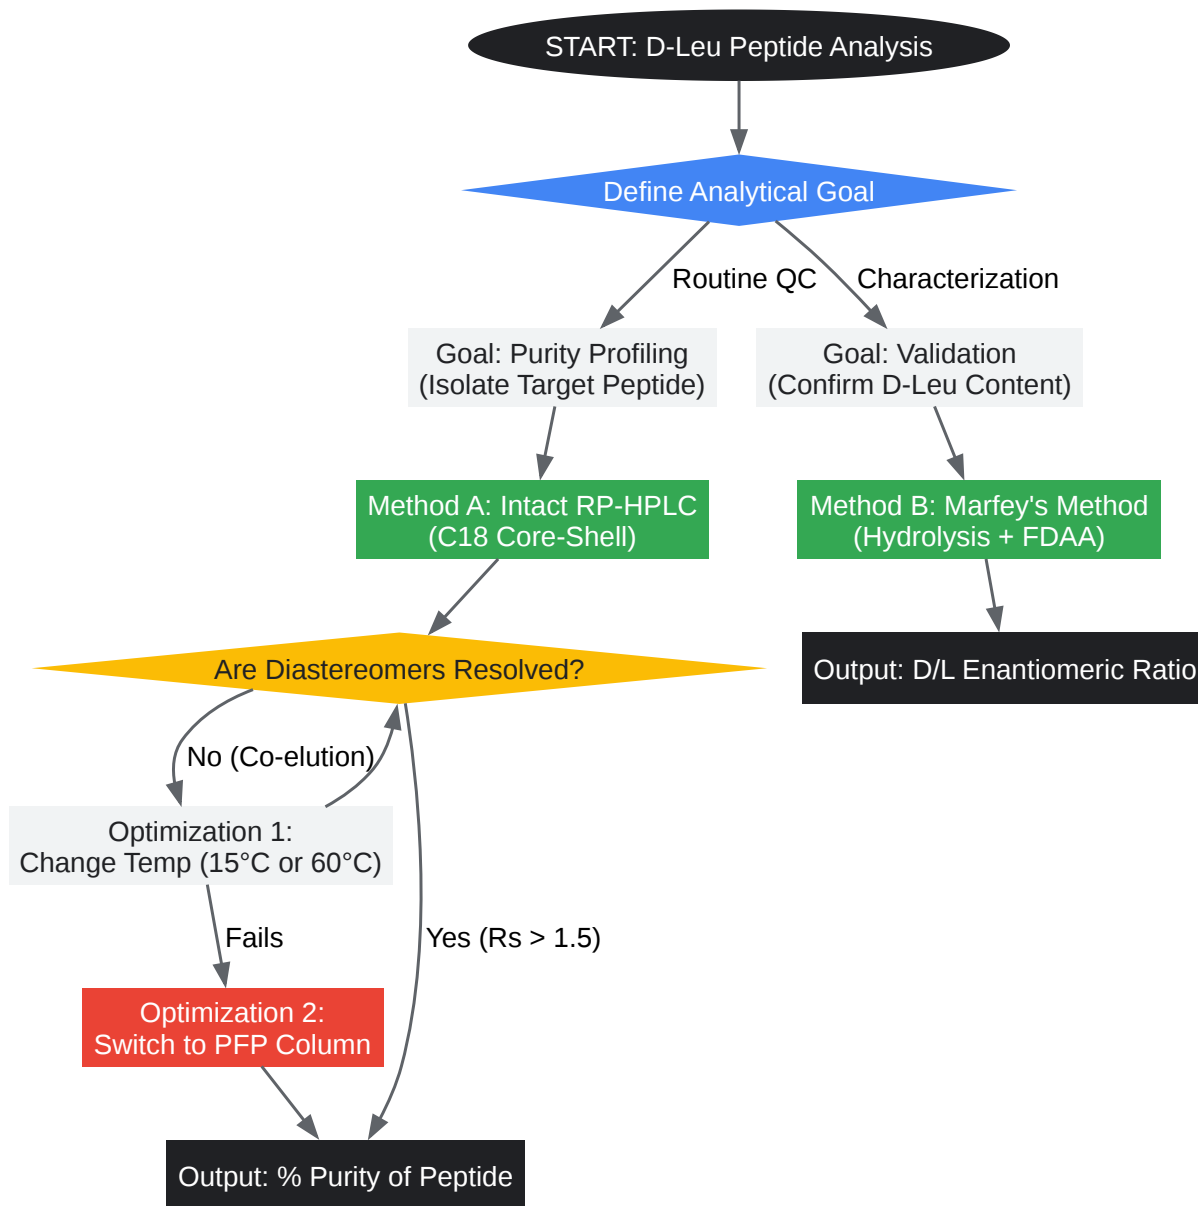 START: D-Leu Peptide Analysis
Define Analytical Goal
Routine QC
Characterization
Goal: Purity Profiling
(Isolate Target Peptide)
Goal: Validation
(Confirm D-Leu Content)
Method A: Intact RP-HPLC
(C18 Core-Shell)
Method B: Marfey's Method
(Hydrolysis + FDAA)
Are Diastereomers Resolved?
Output: D/L Enantiomeric Ratio
No (Co-elution)
Optimization 1:
Change Temp (15°C or 60°C)
Fails
Yes (Rs > 1.5)
Optimization 2:
Switch to PFP Column
Output: % Purity of Peptide